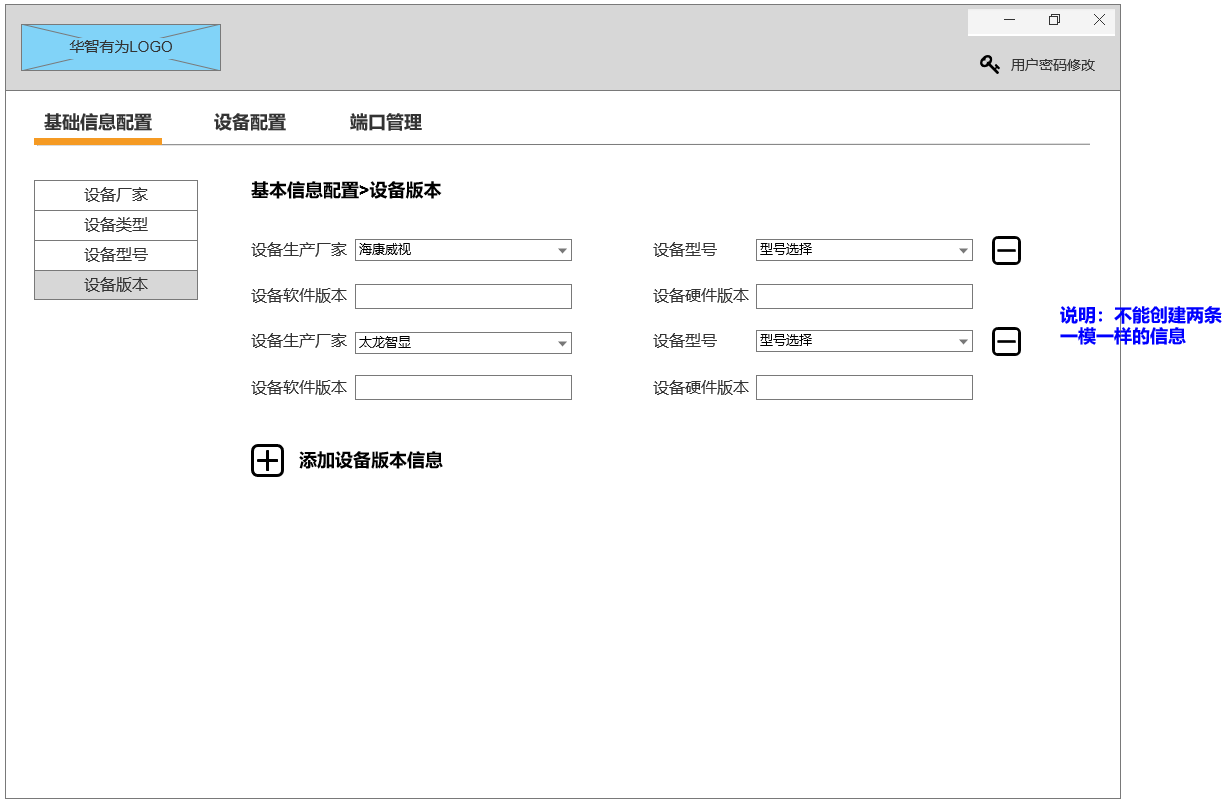 华智有为LOGO
用户密码修改
基础信息配置 设备配置 端口管理
设备厂家
设备类型
设备型号
设备版本
基本信息配置>设备版本
设备生产厂家 海康威视 设备型号 型号选择
设备软件版本 设备硬件版本
设备生产厂家 太龙智显 设备型号 型号选择
设备软件版本 设备硬件版本
添加设备版本信息
说明：不能创建两条
一模一样的信息